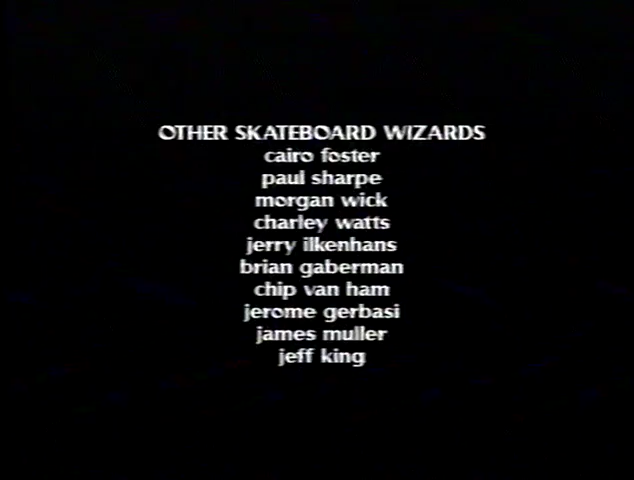 OTHER SKATEBOARD WIZARDS
cairo foster
paul sharpe
morgan wick
charley watts
jerry ilkenhans
brian gaberman
chip van ham
jerome gerbasi
james muller
jeff king